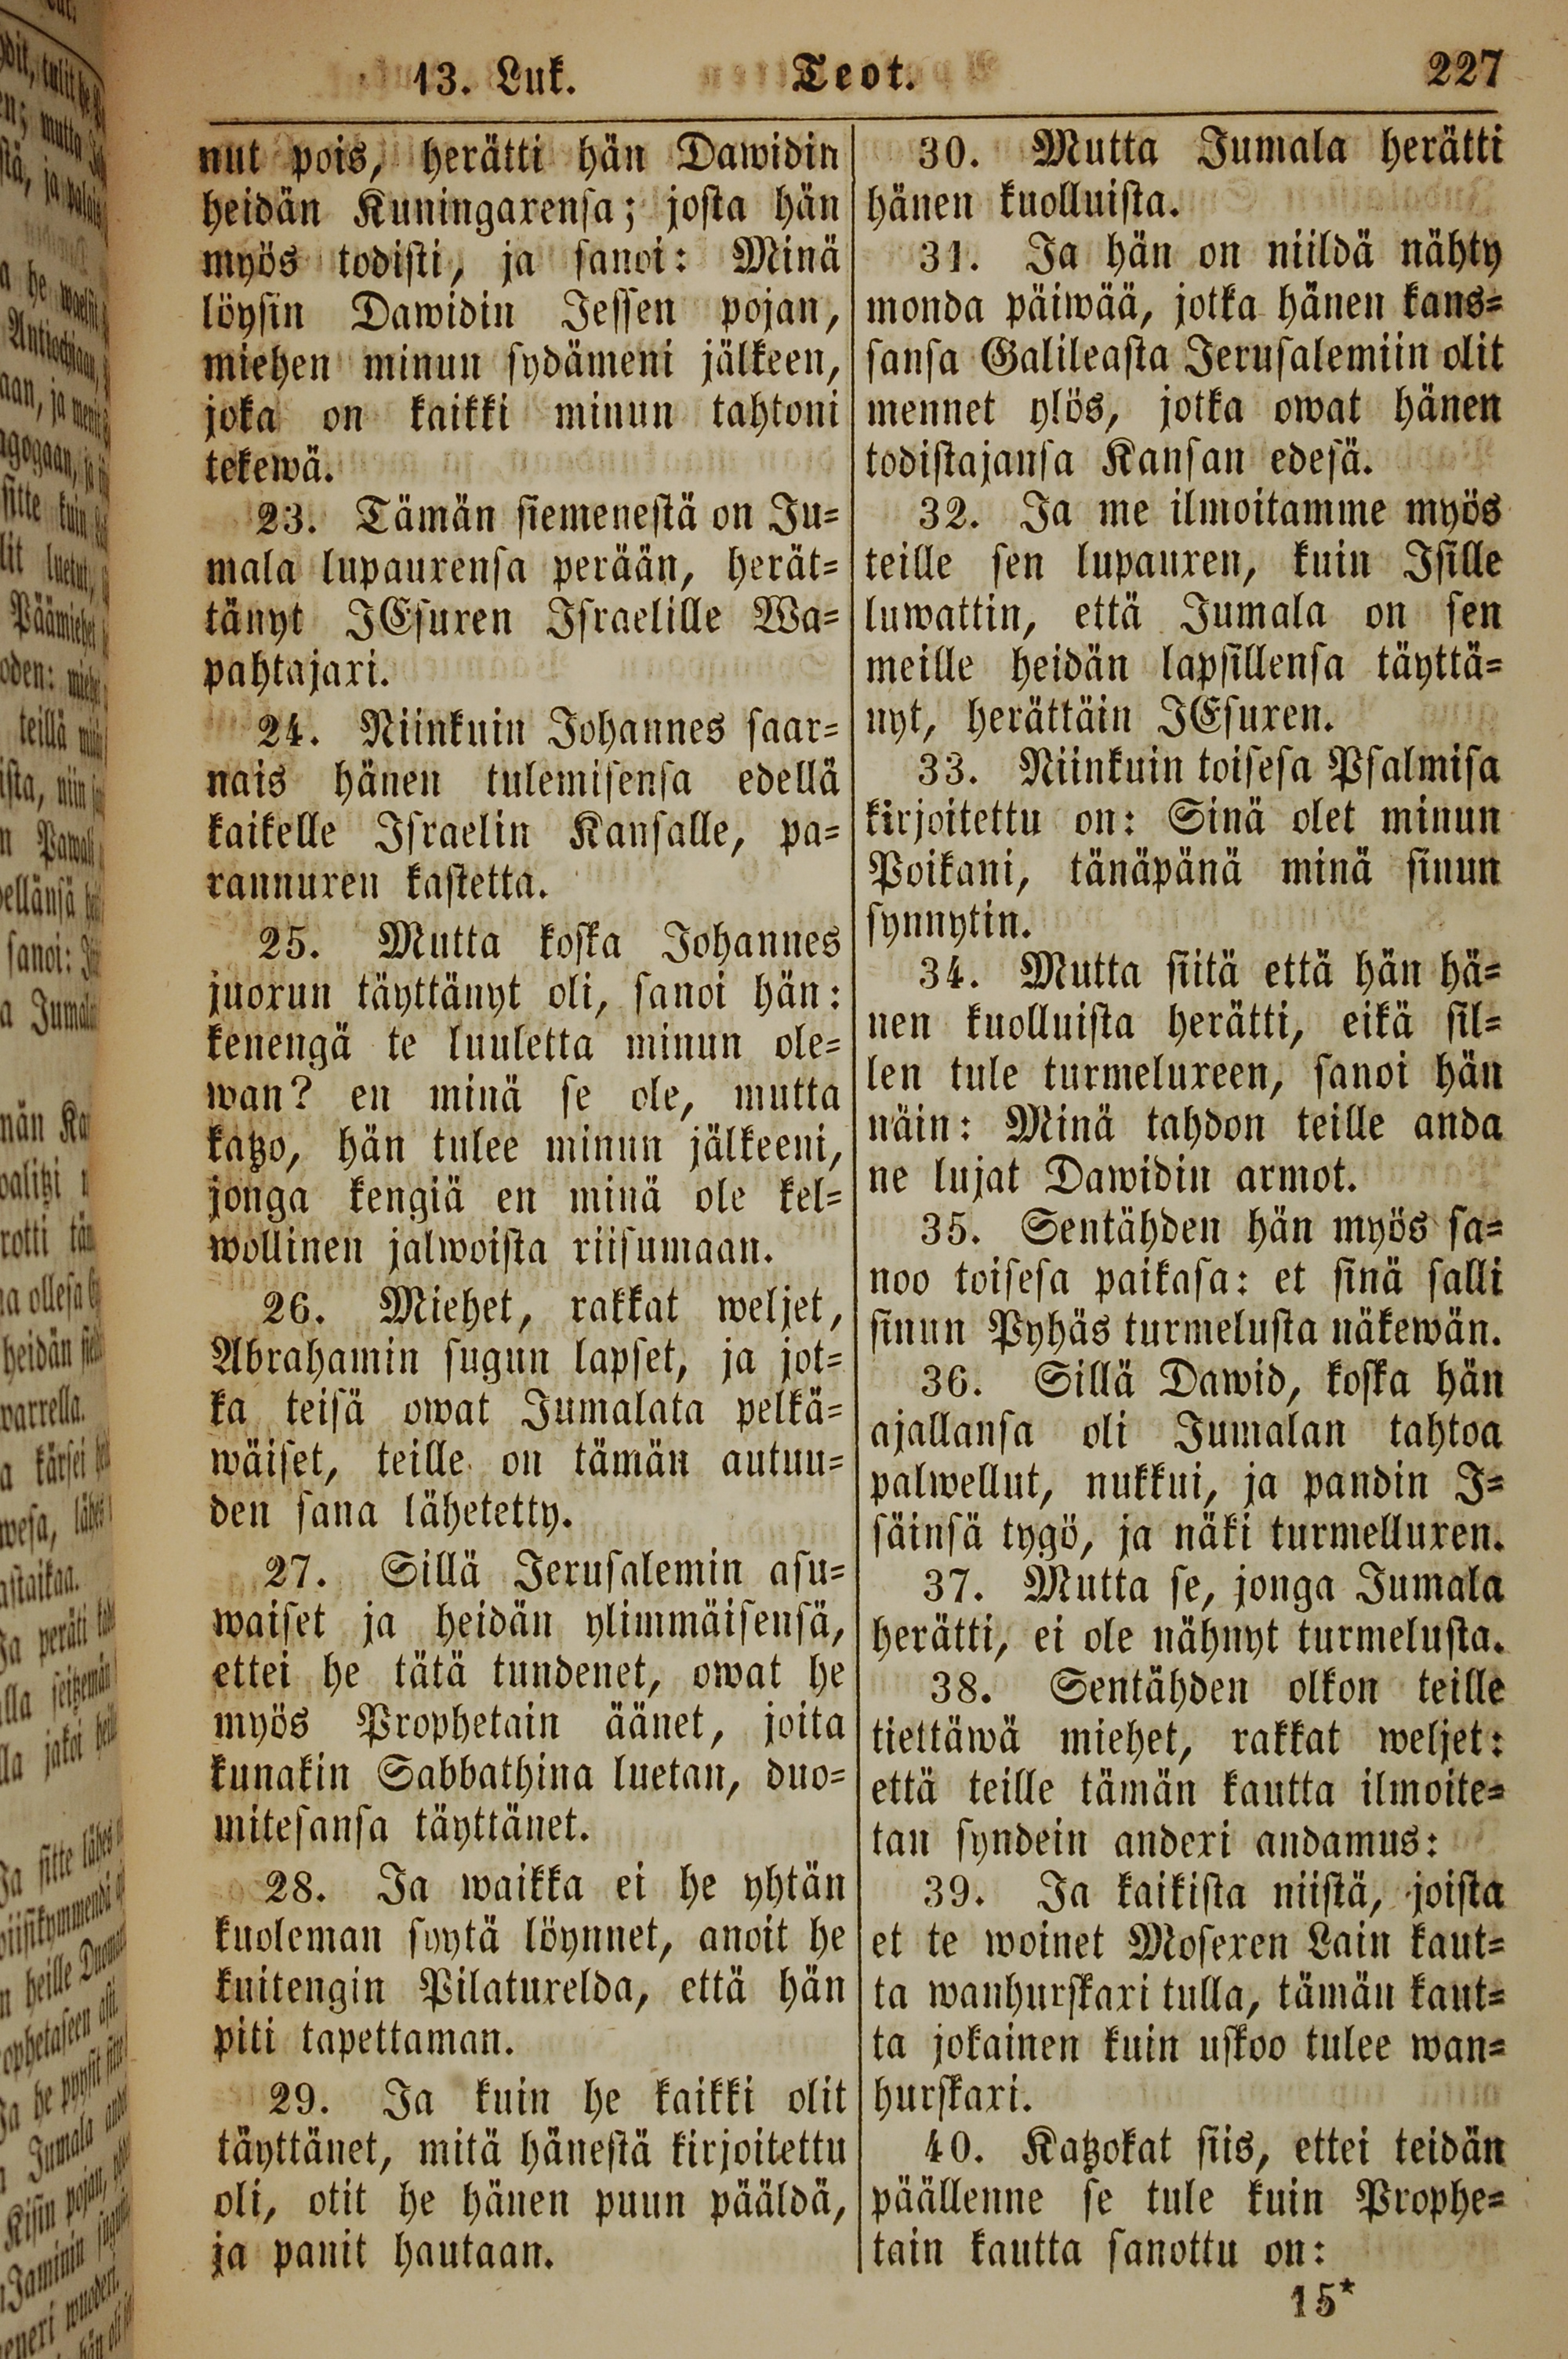 13. Luk. Teot. 227
nut pois, herätti hän Dawidin
heidän Kuningaxensa; josta hän
myös todisti, ja sanoi: Minä
löysin Dawidin Jessen pojan,
miehen minun sydämeni jälkeen,
joka on kaikki minun tahtoni
tekewä.
23. Tämän siemenestä on Ju=
mala lupauxensa perään, herät=
tänyt JEsuxen Israelille Wa=
pahtajaxi.
24. Niinkuin Johannes saar=
nais hänen tulemisensa edellä
kaikelle Israelin Kansalle, pa=
rannuxen kastetta.
25. Mutta koska Johannes
juoxun täyttänyt oli, sanoi hän:
kenengä te luuletta minun ole=
wan? en minä se ole, mutta
katzo, hän tulee minun jälkeeni,
jonga kengiä en minä ole kel=
wollinen jalwoista riisumaan.
26. Miehet, rakkat weljet,
Abrahamin sugun lapset, ja jot=
ka teisä owat Jumalata pelkä=
wäiset, teille on tämän autuu=
den sana lähetetty.
27. Sillä Jerusalemin asu=
waiset ja heidän ylimmäisensä,
ettei he tätä tundenet, owat he
myös Prophetain äänet, joita
kunakin Sabbathina luetan, duo=
mitesansa täyttänet.
28. Ja waikka ei he yhtän
kuoleman syytä löynnet, anoit he
kuitengin Pilatuxelda, että hän
piti tapettaman.
29. Ja kuin he kaikki olit
täyttänet, mitä hänestä kirjoitettu
oli, otit he hänen puun pääldä,
ja panit hautaan.
30. Mutta Jumala herätti
hänen kuolluista.
31. Ja hän on niildä nähty
monda päiwää, jotka hänen kans=
sansa Galileasta Jerusalemiin olit
mennet ylös, jotka owat hänen
todistajansa Kansan edesä.
32. Ja me ilmoitamme myös
teille sen lupauxen, kuin Isille
luwattin, että Jumala on sen
meille heidän lapsillensa täyttä=
nyt, herättäin JEsuxen.
33. Niinkuin toisesa Psalmisa
kirjoitettu on: Sinä olet minun
Poikani, tänäpänä minä sinun
synnytin.
34. Mutta siitä että hän hä=
nen kuolluista herätti, eikä sil=
len tule turmeluxeen, sanoi hän
näin: Minä tahdon teille anda
ne lujat Dawidin armot.
35. Sentähden hän myös sa=
noo toisesa paikasa: et sinä salli
sinun Pyhäs turmelusta näkewän.
36. Sillä Dawid, koska hän
ajallansa oli Jumalan tahtoa
palwellut, nukkui, ja pandin I=
säinsä tygö, ja näki turmelluxen.
37. Mutta se, jonga Jumala
herätti, ei ole nähnyt turmelusta.
38. Sentähden olkon teille
tiettäwä miehet, rakkat weljet:
että teille tämän kautta ilmoite=
tan syndein andexi andamus:
39. Ja kaikista niistä, joista
et te woinet Mosexen Lain kaut=
ta wanhurskaxi tulla, tämän kaut=
ta jokainen kuin uskoo tulee wan=
hurskaxi.
40. Katzokat siis, ettei teidän
päällenne se tule kuin Prophe=
tain kautta sanottu on:
15*